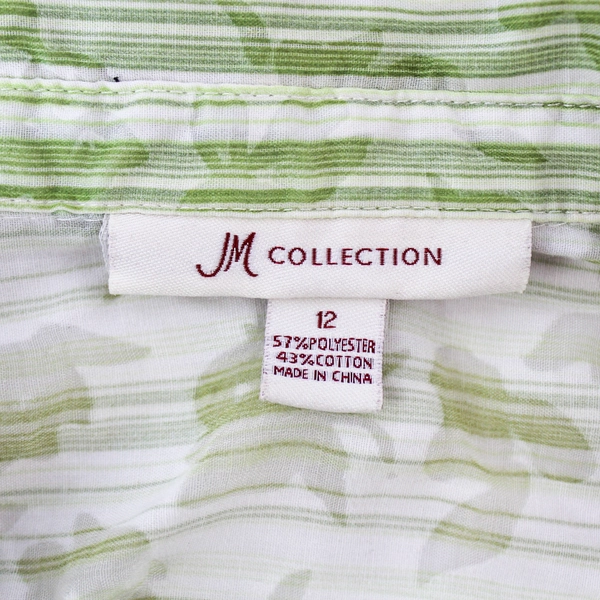 JM COLLECTION
12
57%POLYESTER
43%COTTON
MADE IN CHINA